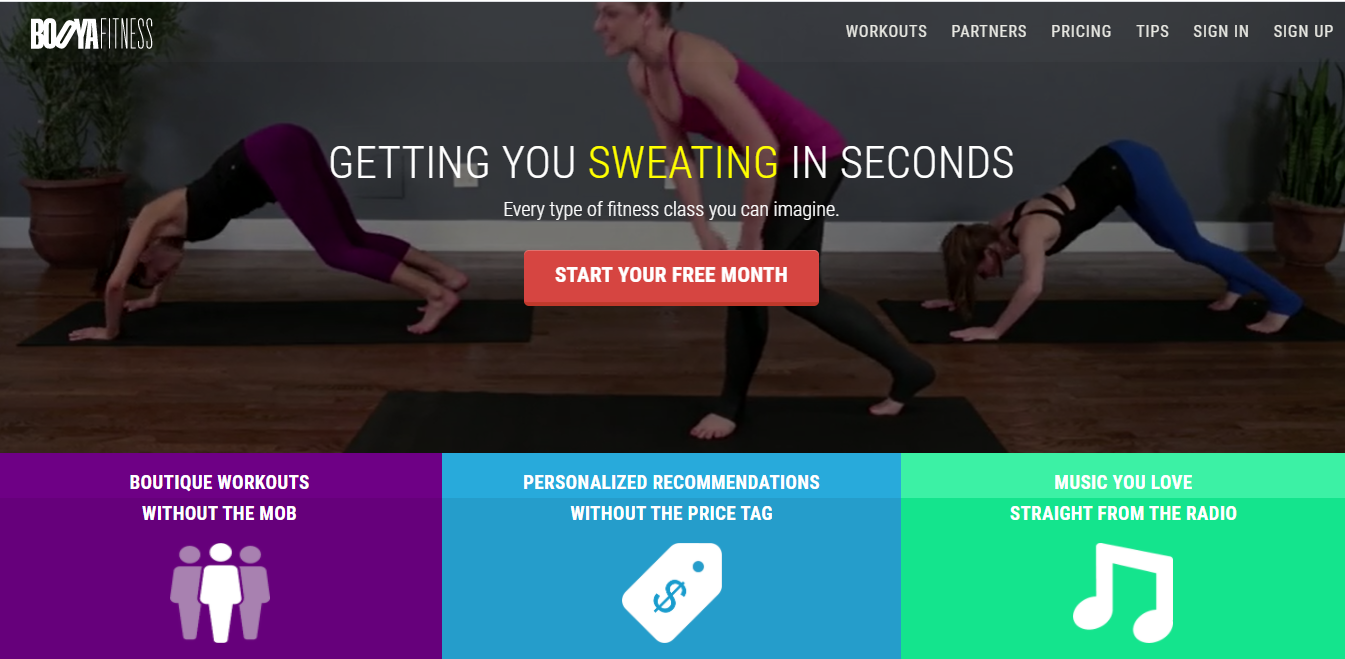 BOOYAFITNESS
WORKOUTS PARTNERS PRICING TIPS SIGN IN SIGN UP
GETTING YOU SWEATING IN SECONDS
Every type of fitness class you can imagine.
START YOUR FREE MONTH
BOUTIQUE WORKOUTS
WITHOUT THE MOB
PERSONALIZED RECOMMENDATIONS
WITHOUT THE PRICE TAG
$
MUSIC YOU LOVE
STRAIGHT FROM THE RADIO